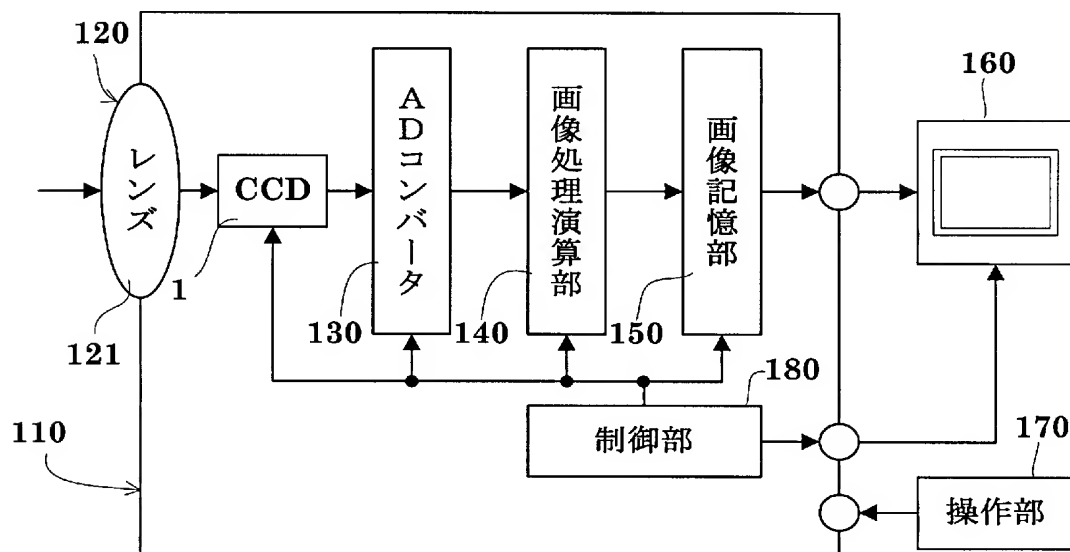 120
160
レンズ
CCD
ADコンバータ
画像処理演算部
画像記憶部
1
121
130
140
150
180
110
制御部
170
操作部